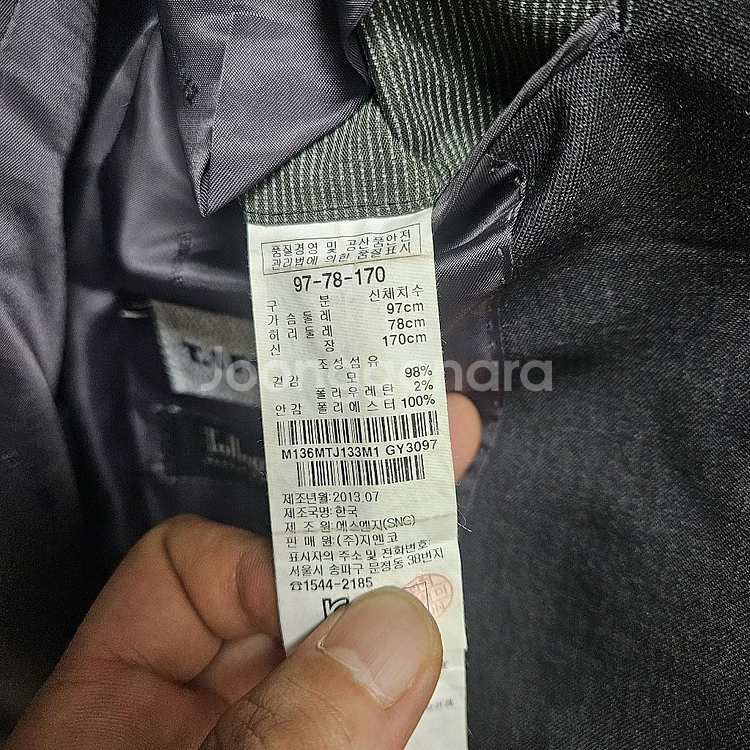 품질경영 및 공산품안전
관리법에 의한 품질표시
97-78-170
구 분 신체치수
가슴둘레 97cm
허리둘레 78cm
신 장 170cm
조성섬유
겉감 모 98%
폴리우레탄 2%
안감 폴리에스터 100%
M136MTJ133M1 GY3097
제조년월:2013.07
제조국명:한국
제 조 원:에스엔지(SNG)
판 매 원:(주)지엔코
표시자의 주소 및 전화번호:
서울시 송파구 문정동 38번지
☎1544-2185
Joonggonara